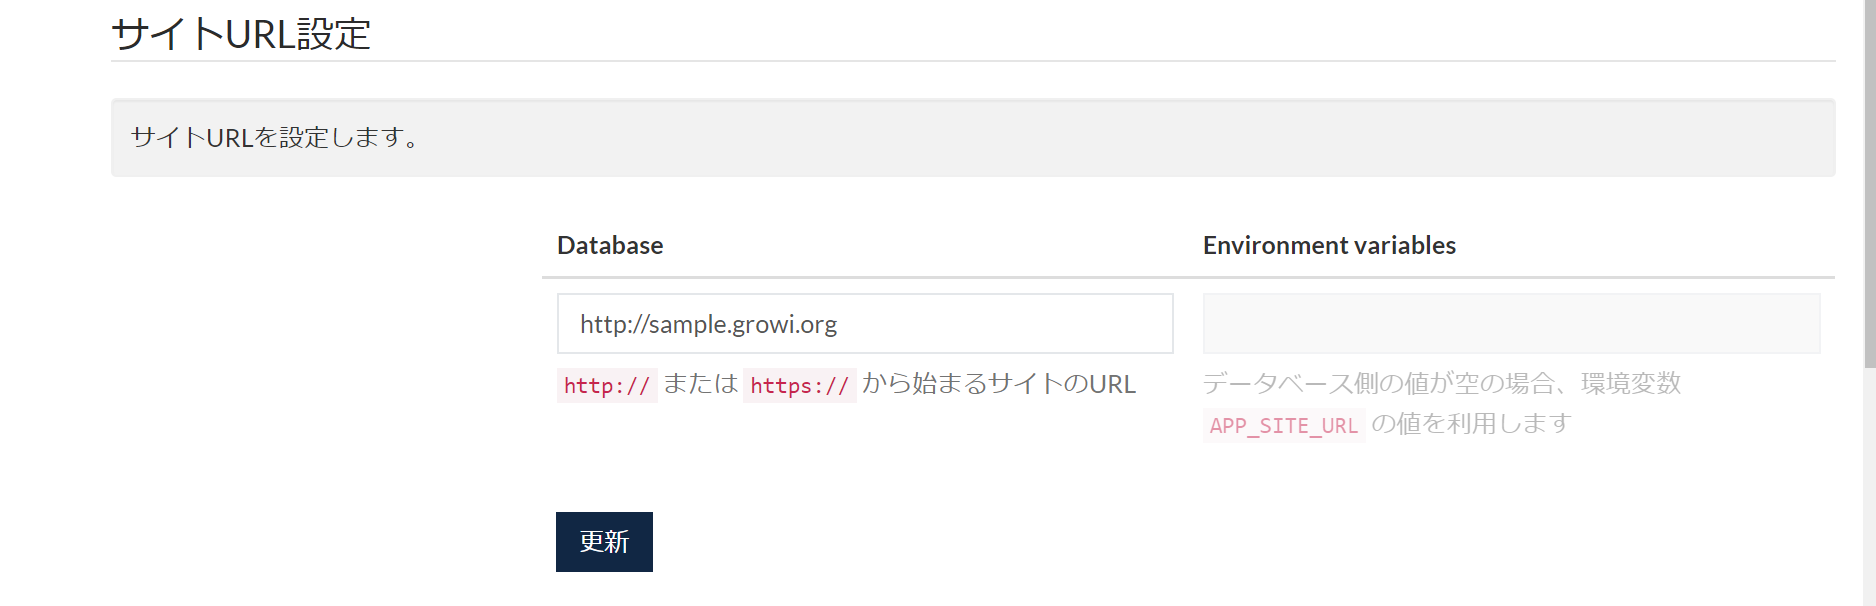 サイトURL設定
サイトURLを設定します。
Database
Environment variables
http://sample.growi.org
http:// または https:// から始まるサイトのURL
データベース側の値が空の場合、環境変数
APP_SITE_URL の値を利用します
更新